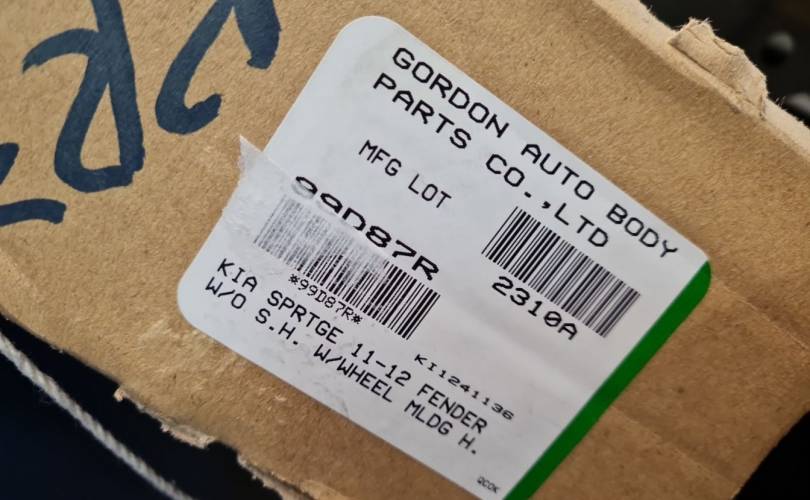 GORDON AUTO BODY
PARTS CO.,LTD
MFG LOT
2310A
99D87R
*99D87R*
KI1241136
KIA SPRTGE 11-12 FENDER
W/O S.H. W/WHEEL MLDG H.
QCOK